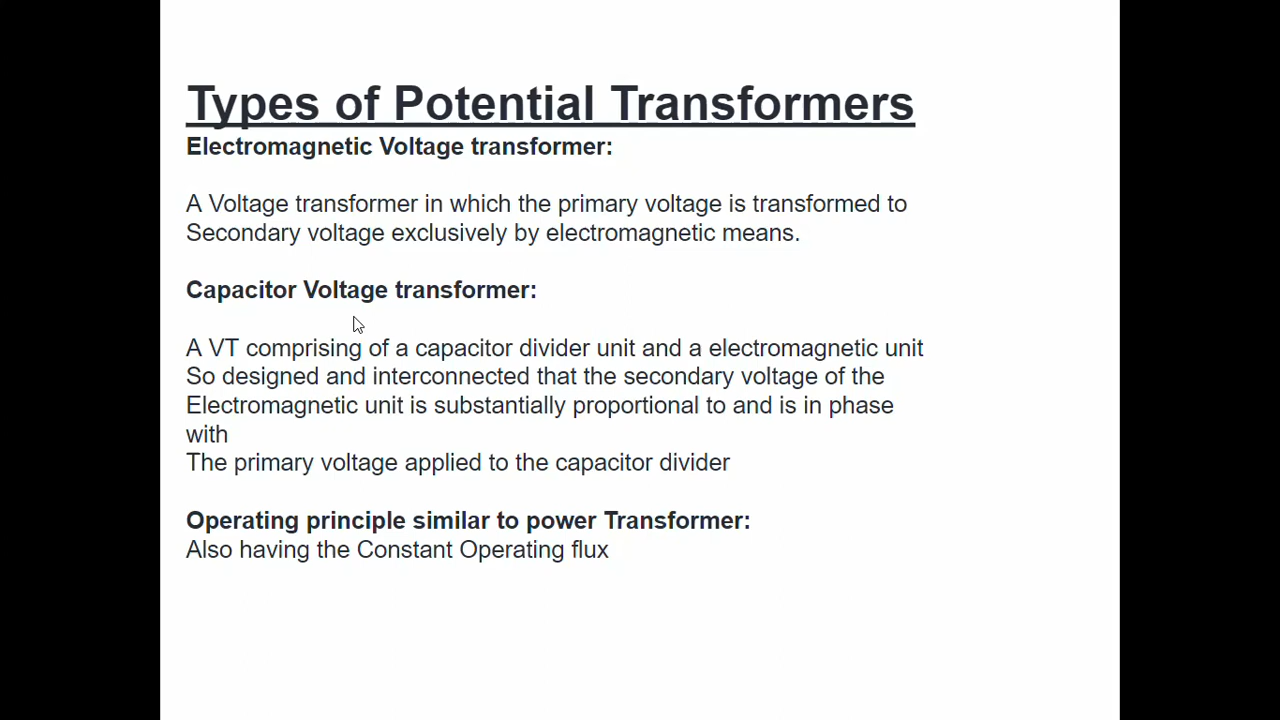 Types of Potential Transformers
Electromagnetic Voltage transformer:
A Voltage transformer in which the primary voltage is transformed to
Secondary voltage exclusively by electromagnetic means.
Capacitor Voltage transformer:
A VT comprising of a capacitor divider unit and a electromagnetic unit
So designed and interconnected that the secondary voltage of the
Electromagnetic unit is substantially proportional to and is in phase
with
The primary voltage applied to the capacitor divider
Operating principle similar to power Transformer:
Also having the Constant Operating flux